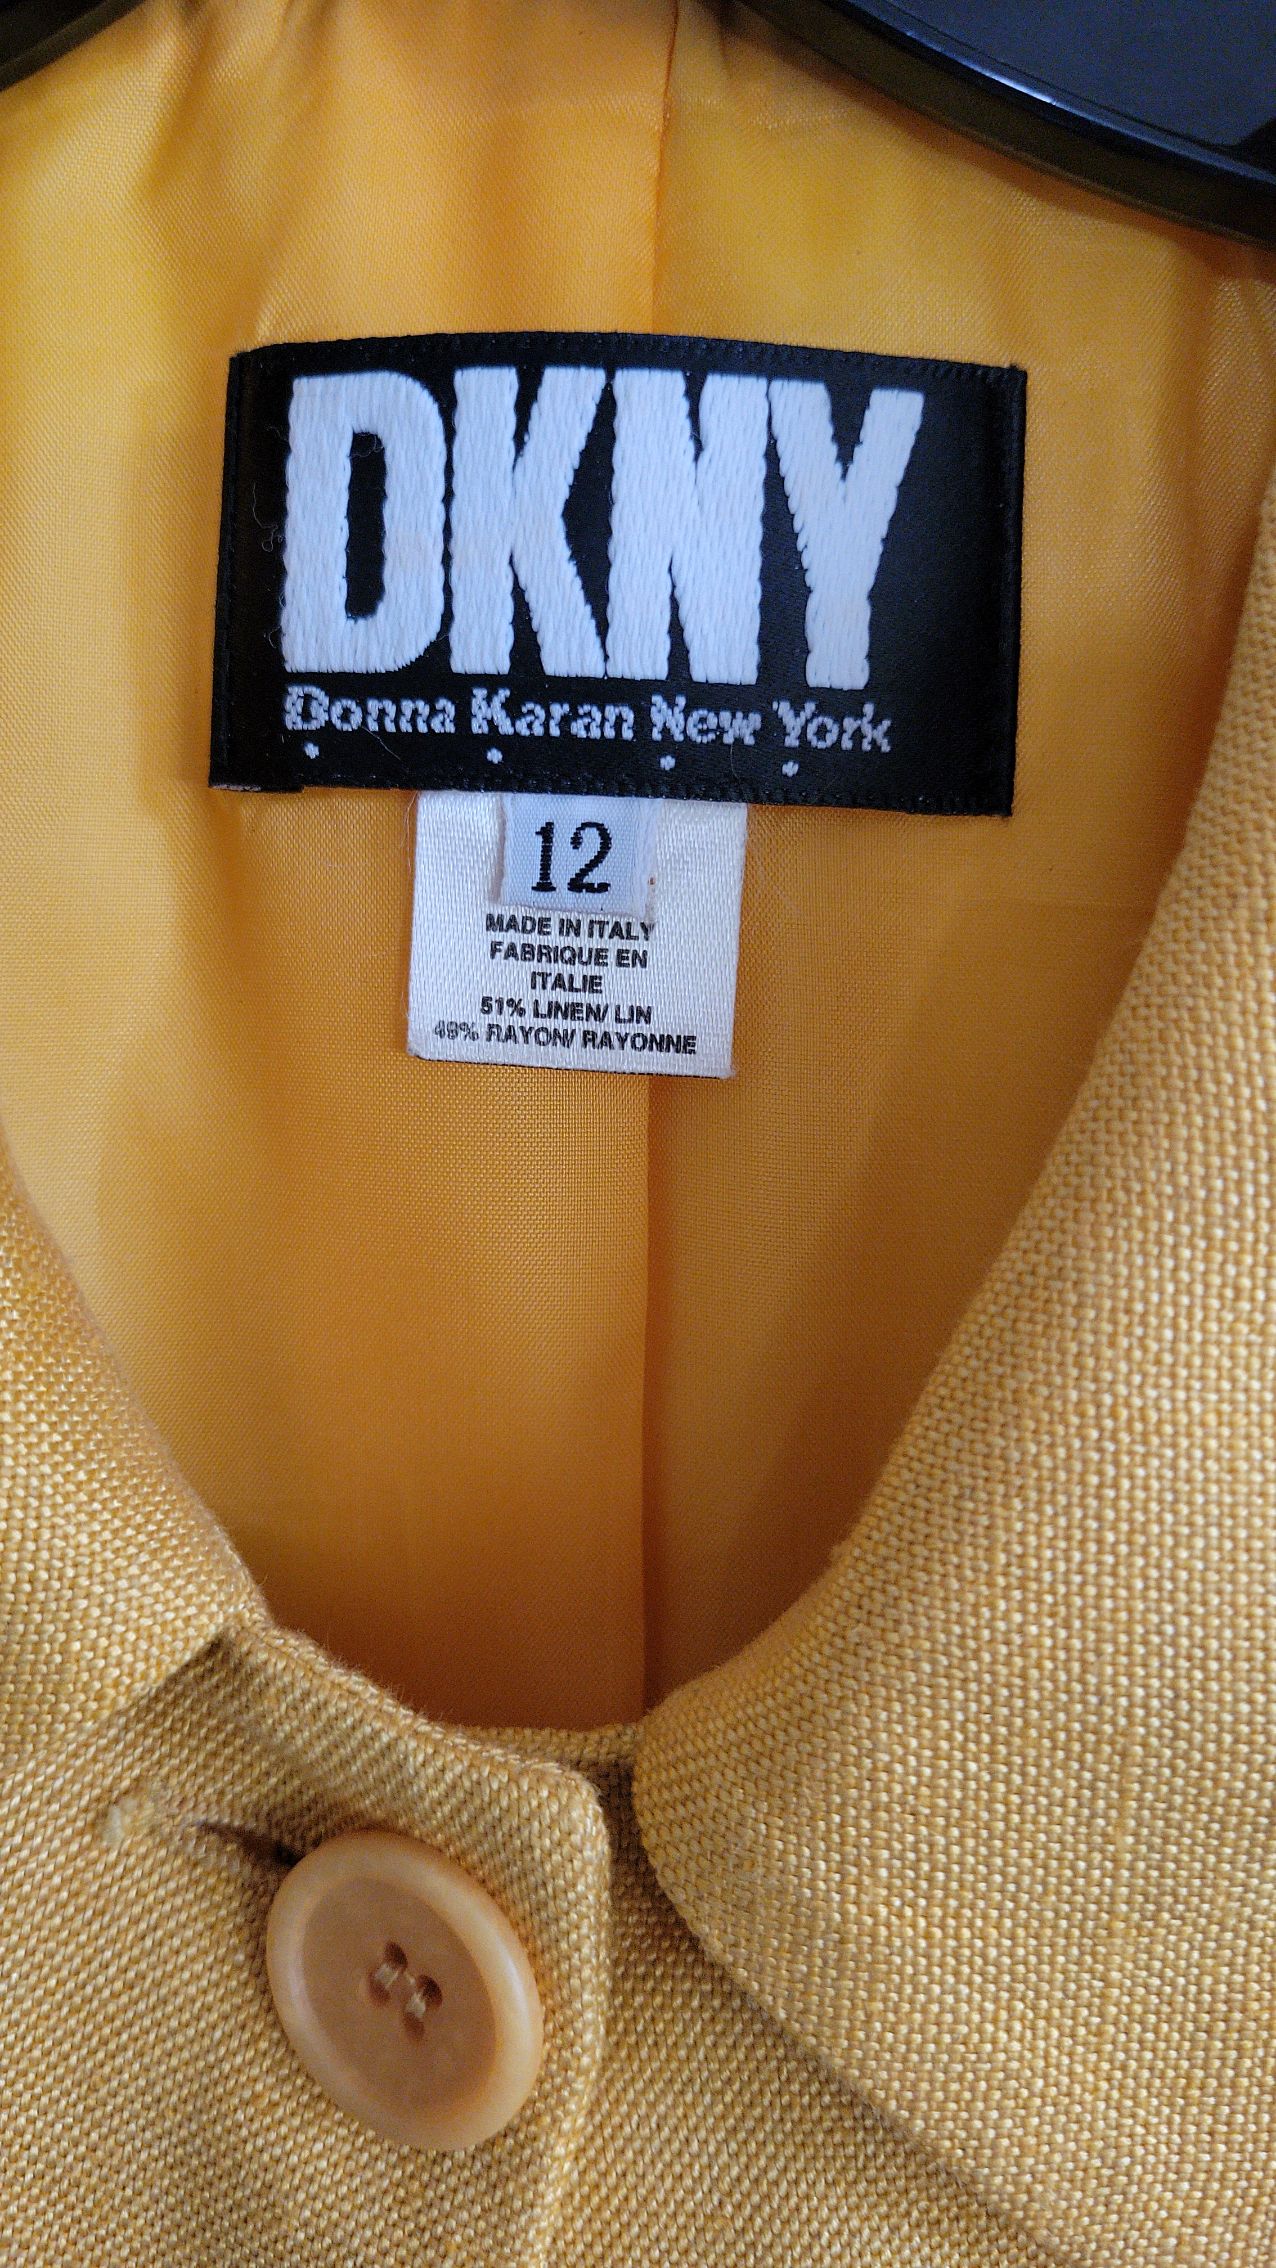 DKNY
Donna Karan New York
12
MADE IN ITALY
FABRIQUE EN
ITALIE
51% LINEN/ LIN
49% RAYON/ RAYONNE